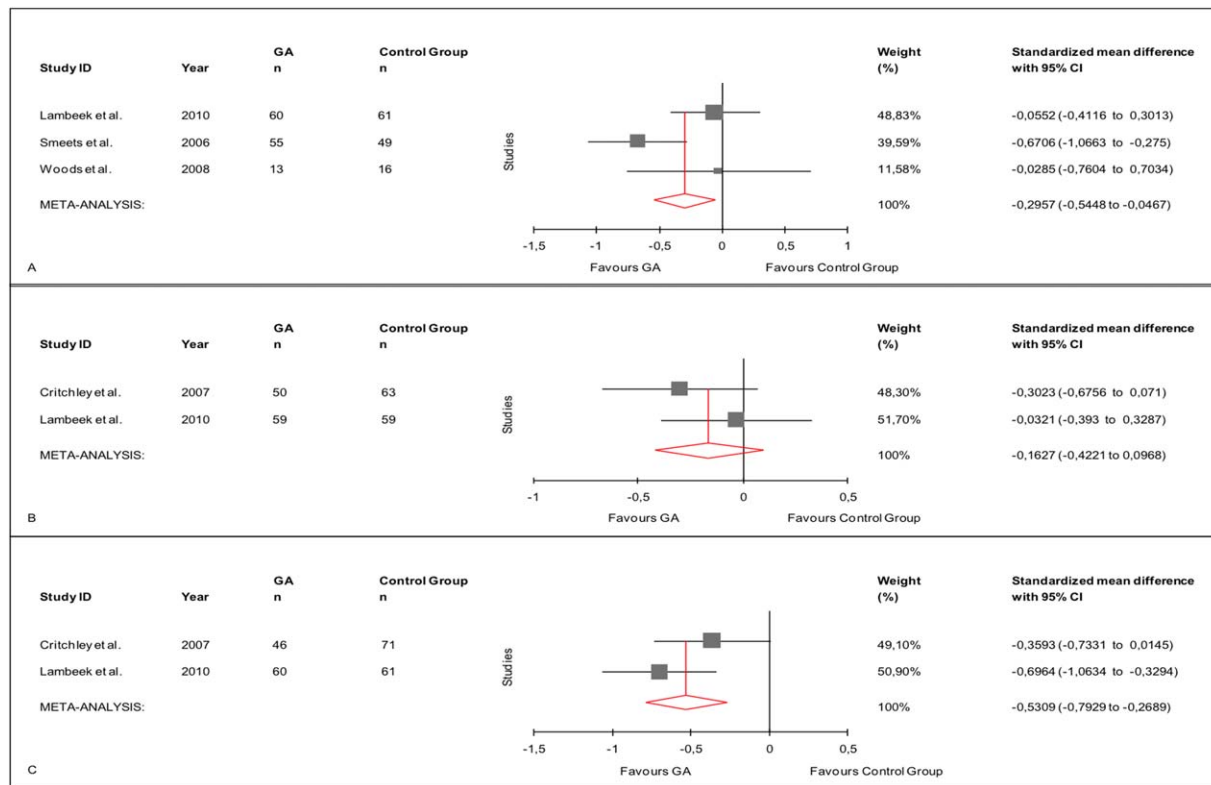 GA Control Group Weight Standardized mean difference
Study ID Year n n (%) with 95% CI
Lambeek et al. 2010 60 61 48,83% -0,0552 (-0,4116 to 0,3013)
Smeets et al. 2006 55 49 39,59% -0,6706 (-1,0663 to -0,275)
Woods et al. 2008 13 16 11,58% -0,0285 (-0,7604 to 0,7034)
META-ANALYSIS: 100% -0,2957 (-0,5448 to -0,0467)
Studies
-1,5 -1 -0,5 0 0,5 1
A Favours GA Favours Control Group
GA Control Group Weight Standardized mean difference
Study ID Year n n (%) with 95% CI
Critchley et al. 2007 50 63 48,30% -0,3023 (-0,6756 to 0,071)
Lambeek et al. 2010 59 59 51,70% -0,0321 (-0,393 to 0,3287)
META-ANALYSIS: 100% -0,1627 (-0,4221 to 0,0968)
Studies
-1 -0,5 0 0,5
B Favours GA Favours Control Group
GA Control Group Weight Standardized mean difference
Study ID Year n n (%) with 95% CI
Critchley et al. 2007 46 71 49,10% -0,3593 (-0,7331 to 0,0145)
Lambeek et al. 2010 60 61 50,90% -0,6964 (-1,0634 to -0,3294)
META-ANALYSIS: 100% -0,5309 (-0,7929 to -0,2689)
Studies
-1,5 -1 -0,5 0 0,5
C Favours GA Favours Control Group